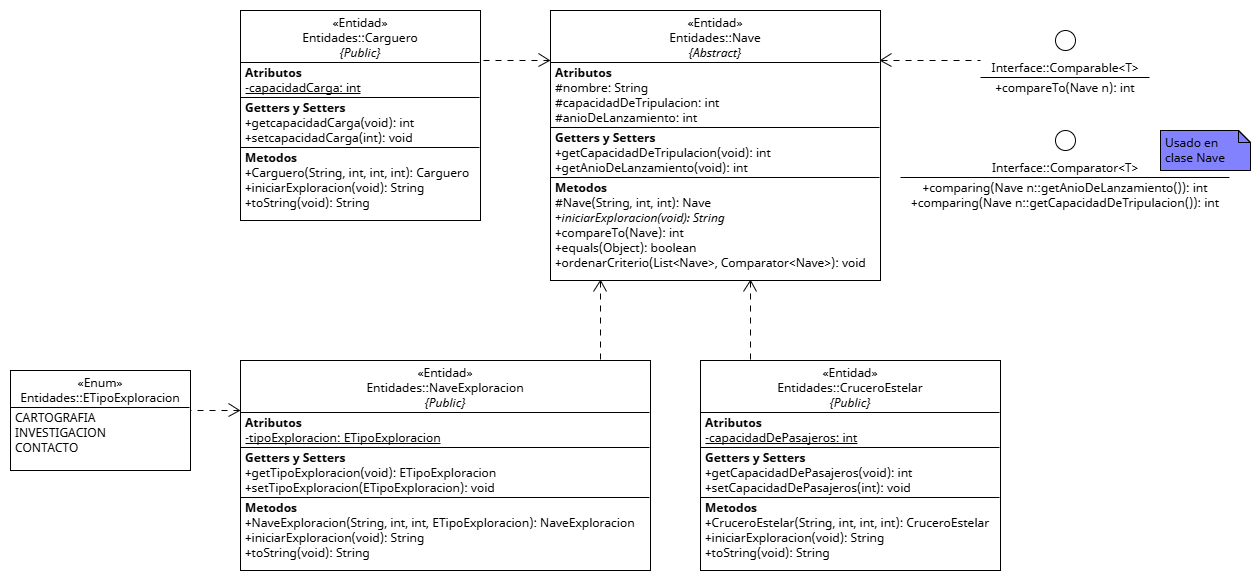 «Entidad»
Entidades::Carguero
{Public}
Atributos
-capacidadCarga: int
Getters y Setters
+getcapacidadCarga(void): int
+setcapacidadCarga(int): void
Metodos
+Carguero(String, int, int, int): Carguero
+iniciarExploracion(void): String
+toString(void): String
«Entidad»
Entidades::Nave
{Abstract}
Atributos
#nombre: String
#capacidadDeTripulacion: int
#anioDeLanzamiento: int
Getters y Setters
+getCapacidadDeTripulacion(void): int
+getAnioDeLanzamiento(void): int
Metodos
#Nave(String, int, int): Nave
+iniciarExploracion(void): String
+compareTo(Nave): int
+equals(Object): boolean
+ordenarCriterio(List<Nave>, Comparator<Nave>): void
Interface::Comparable<T>
+compareTo(Nave n): int
Usado en
clase Nave
Interface::Comparator<T>
+comparing(Nave n::getAnioDeLanzamiento()): int
+comparing(Nave n::getCapacidadDeTripulacion()): int
«Enum»
Entidades::ETipoExploracion
CARTOGRAFIA
INVESTIGACION
CONTACTO
«Entidad»
Entidades::NaveExploracion
{Public}
Atributos
-tipoExploracion: ETipoExploracion
Getters y Setters
+getTipoExploracion(void): ETipoExploracion
+setTipoExploracion(ETipoExploracion): void
Metodos
+NaveExploracion(String, int, int, ETipoExploracion): NaveExploracion
+iniciarExploracion(void): String
+toString(void): String
«Entidad»
Entidades::CruceroEstelar
{Public}
Atributos
-capacidadDePasajeros: int
Getters y Setters
+getCapacidadDePasajeros(void): int
+setCapacidadDePasajeros(int): void
Metodos
+CruceroEstelar(String, int, int, int): CruceroEstelar
+iniciarExploracion(void): String
+toString(void): String